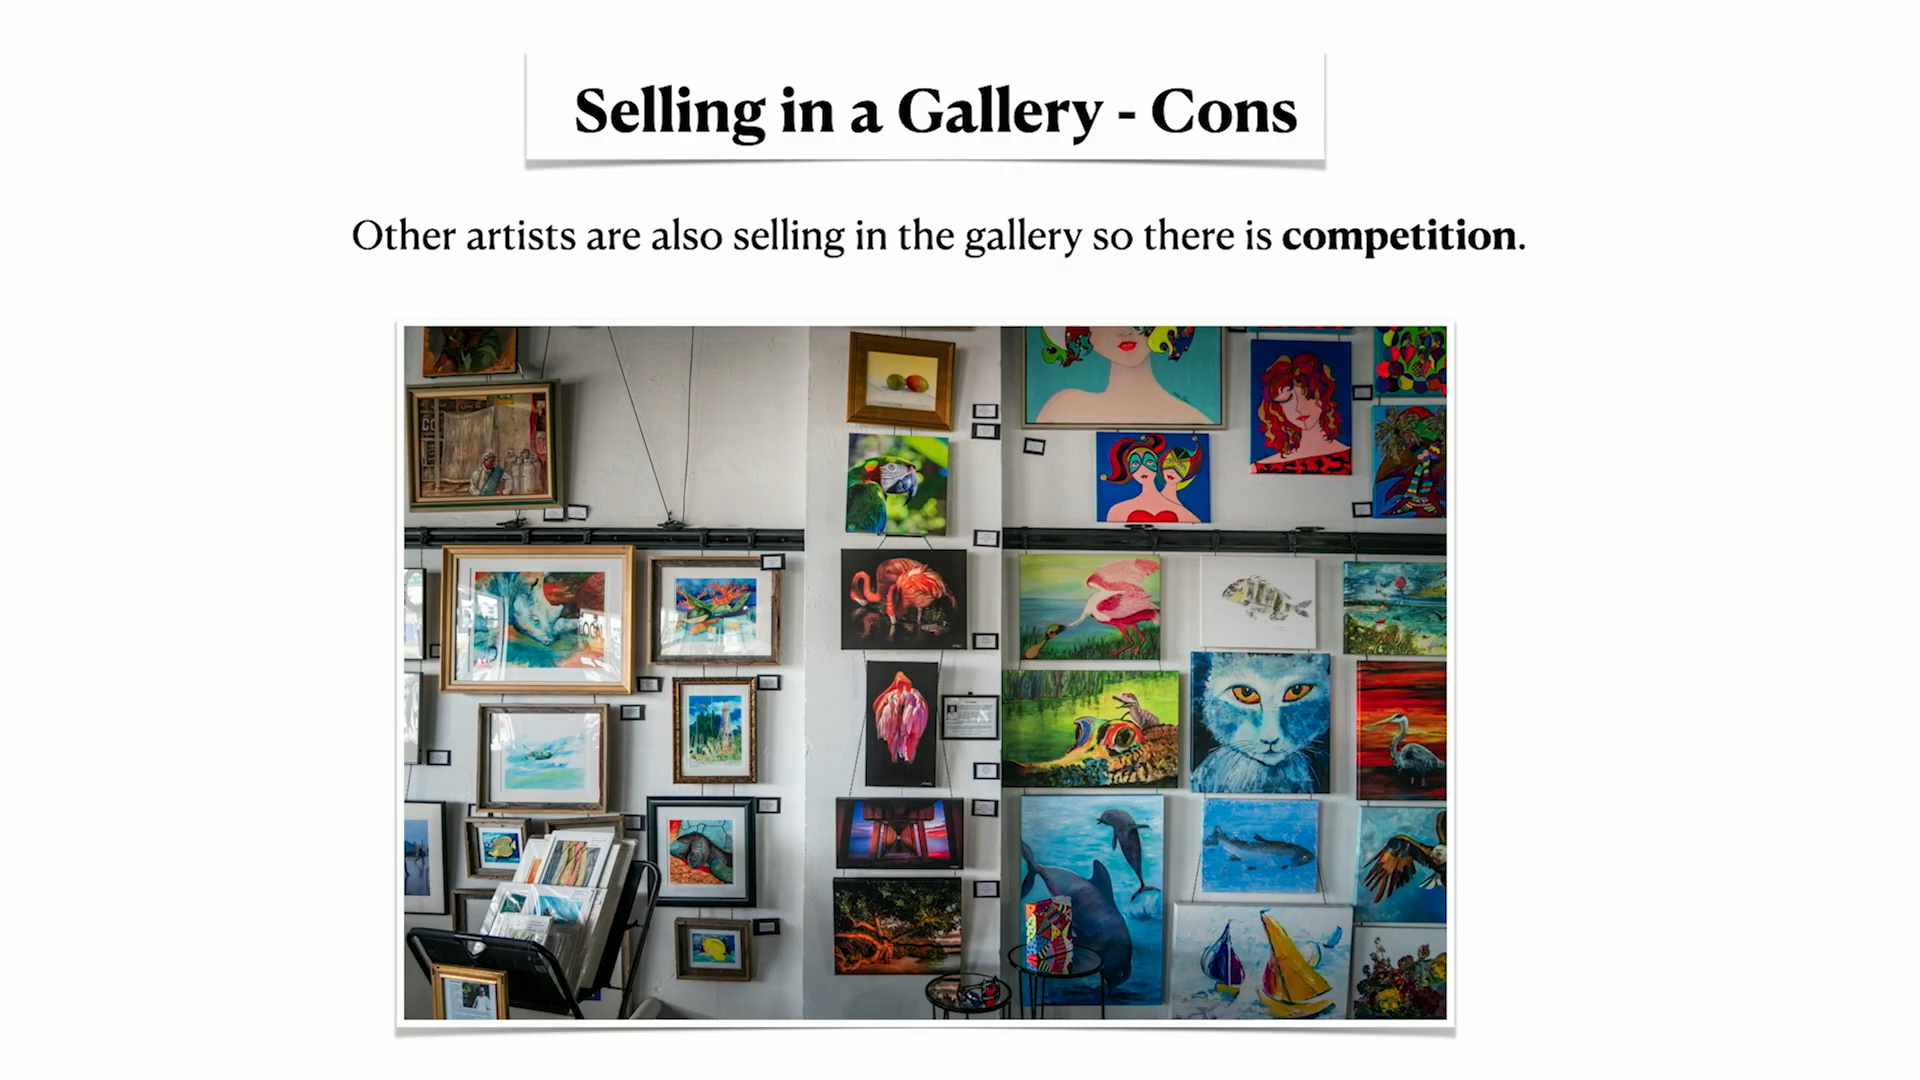 Selling in a Gallery - Cons
Other artists are also selling in the gallery so there is competition.